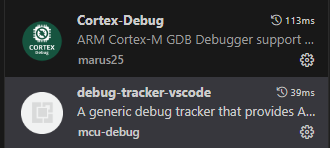 Cortex-Debug 113ms
ARM Cortex-M GDB Debugger support ...
marus25
CORTEX
Debug
debug-tracker-vscode 39ms
A generic debug tracker that provides A...
mcu-debug